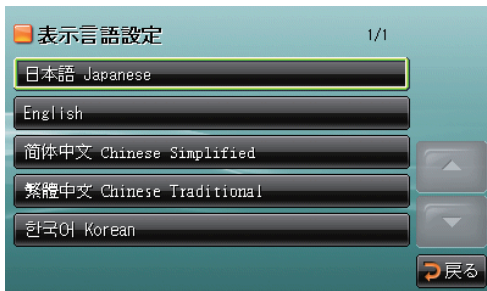 表示言語設定 1/1
日本語 Japanese
English
简体中文 Chinese Simplified
繁體中文 Chinese Traditional
한국어 Korean
戻る